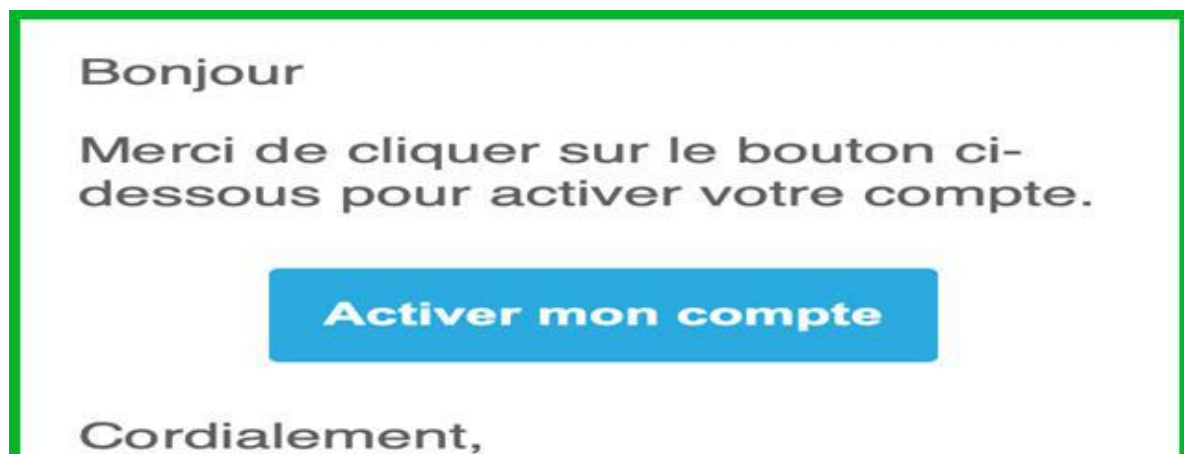 Bonjour
Merci de cliquer sur le bouton ci-
dessous pour activer votre compte.
Activer mon compte
Cordialement,